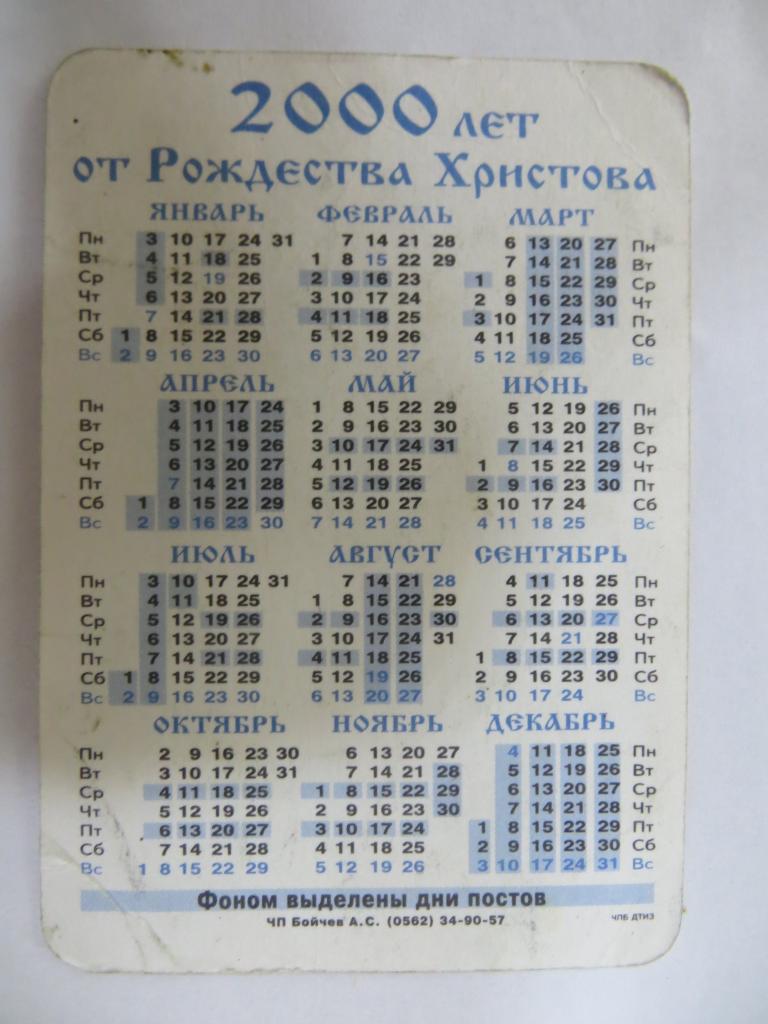 2000 лет
от Рождества Христова
Январь Февраль Март
Пн 3 10 17 24 31 7 14 21 28 6 13 20 27 Пн
Вт 4 11 18 25 1 8 15 22 29 7 14 21 28 Вт
Ср 5 12 19 26 2 9 16 23 1 8 15 22 29 Ср
Чт 6 13 20 27 3 10 17 24 2 9 16 23 30 Чт
Пт 7 14 21 28 4 11 18 25 3 10 17 24 31 Пт
Сб 1 8 15 22 29 5 12 19 26 4 11 18 25 Сб
Вс 2 9 16 23 30 6 13 20 27 5 12 19 26 Вс
Апрель Май Июнь
Пн 3 10 17 24 1 8 15 22 29 5 12 19 26 Пн
Вт 4 11 18 25 2 9 16 23 30 6 13 20 27 Вт
Ср 5 12 19 26 3 10 17 24 31 7 14 21 28 Ср
Чт 6 13 20 27 4 11 18 25 1 8 15 22 29 Чт
Пт 7 14 21 28 5 12 19 26 2 9 16 23 30 Пт
Сб 1 8 15 22 29 6 13 20 27 3 10 17 24 Сб
Вс 2 9 16 23 30 7 14 21 28 4 11 18 25 Вс
Июль Август Сентябрь
Пн 3 10 17 24 31 7 14 21 28 4 11 18 25 Пн
Вт 4 11 18 25 1 8 15 22 29 5 12 19 26 Вт
Ср 5 12 19 26 2 9 16 23 30 6 13 20 27 Ср
Чт 6 13 20 27 3 10 17 24 31 7 14 21 28 Чт
Пт 7 14 21 28 4 11 18 25 1 8 15 22 29 Пт
Сб 1 8 15 22 29 5 12 19 26 2 9 16 23 30 Сб
Вс 2 9 16 23 30 6 13 20 27 3 10 17 24 Вс
Октябрь Ноябрь Декабрь
Пн 2 9 16 23 30 6 13 20 27 4 11 18 25 Пн
Вт 3 10 17 24 31 7 14 21 28 5 12 19 26 Вт
Ср 4 11 18 25 1 8 15 22 29 6 13 20 27 Ср
Чт 5 12 19 26 2 9 16 23 30 7 14 21 28 Чт
Пт 6 13 20 27 3 10 17 24 1 8 15 22 29 Пт
Сб 7 14 21 28 4 11 18 25 2 9 16 23 30 Сб
Вс 1 8 15 22 29 5 12 19 26 3 10 17 24 31 Вс
Фоном выделены дни постов
ЧП Бойчев А.С. (0562) 34-90-57 ЧПБ ДТИЗ